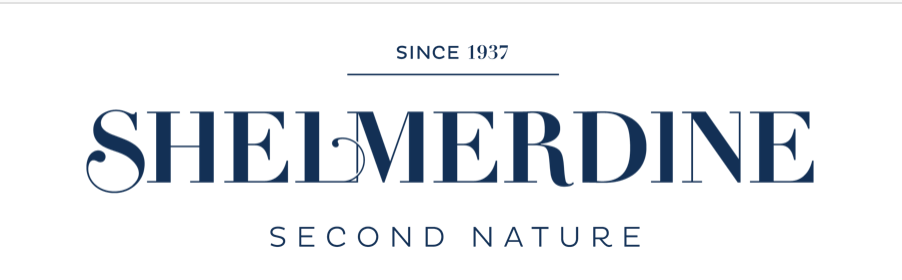 SINCE 1937
SHELMERDINE
SECOND NATURE